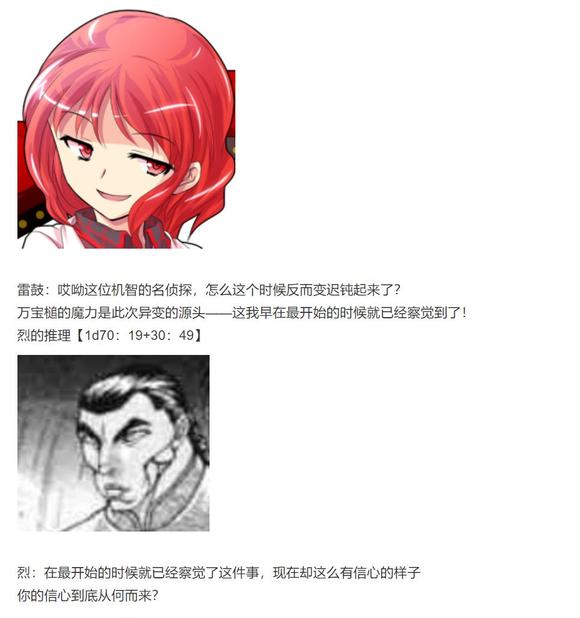 雷鼓：哎呦这位机智的名侦探，怎么这个时候反而变迟钝起来了？
万宝槌的魔力是此次异变的源头——这我早在最开始的时候就已经察觉到了！
烈的推理【1d70：19+30：49】
烈：在最开始的时候就已经察觉了这件事，现在却这么有信心的样子
你的信心到底从何而来？